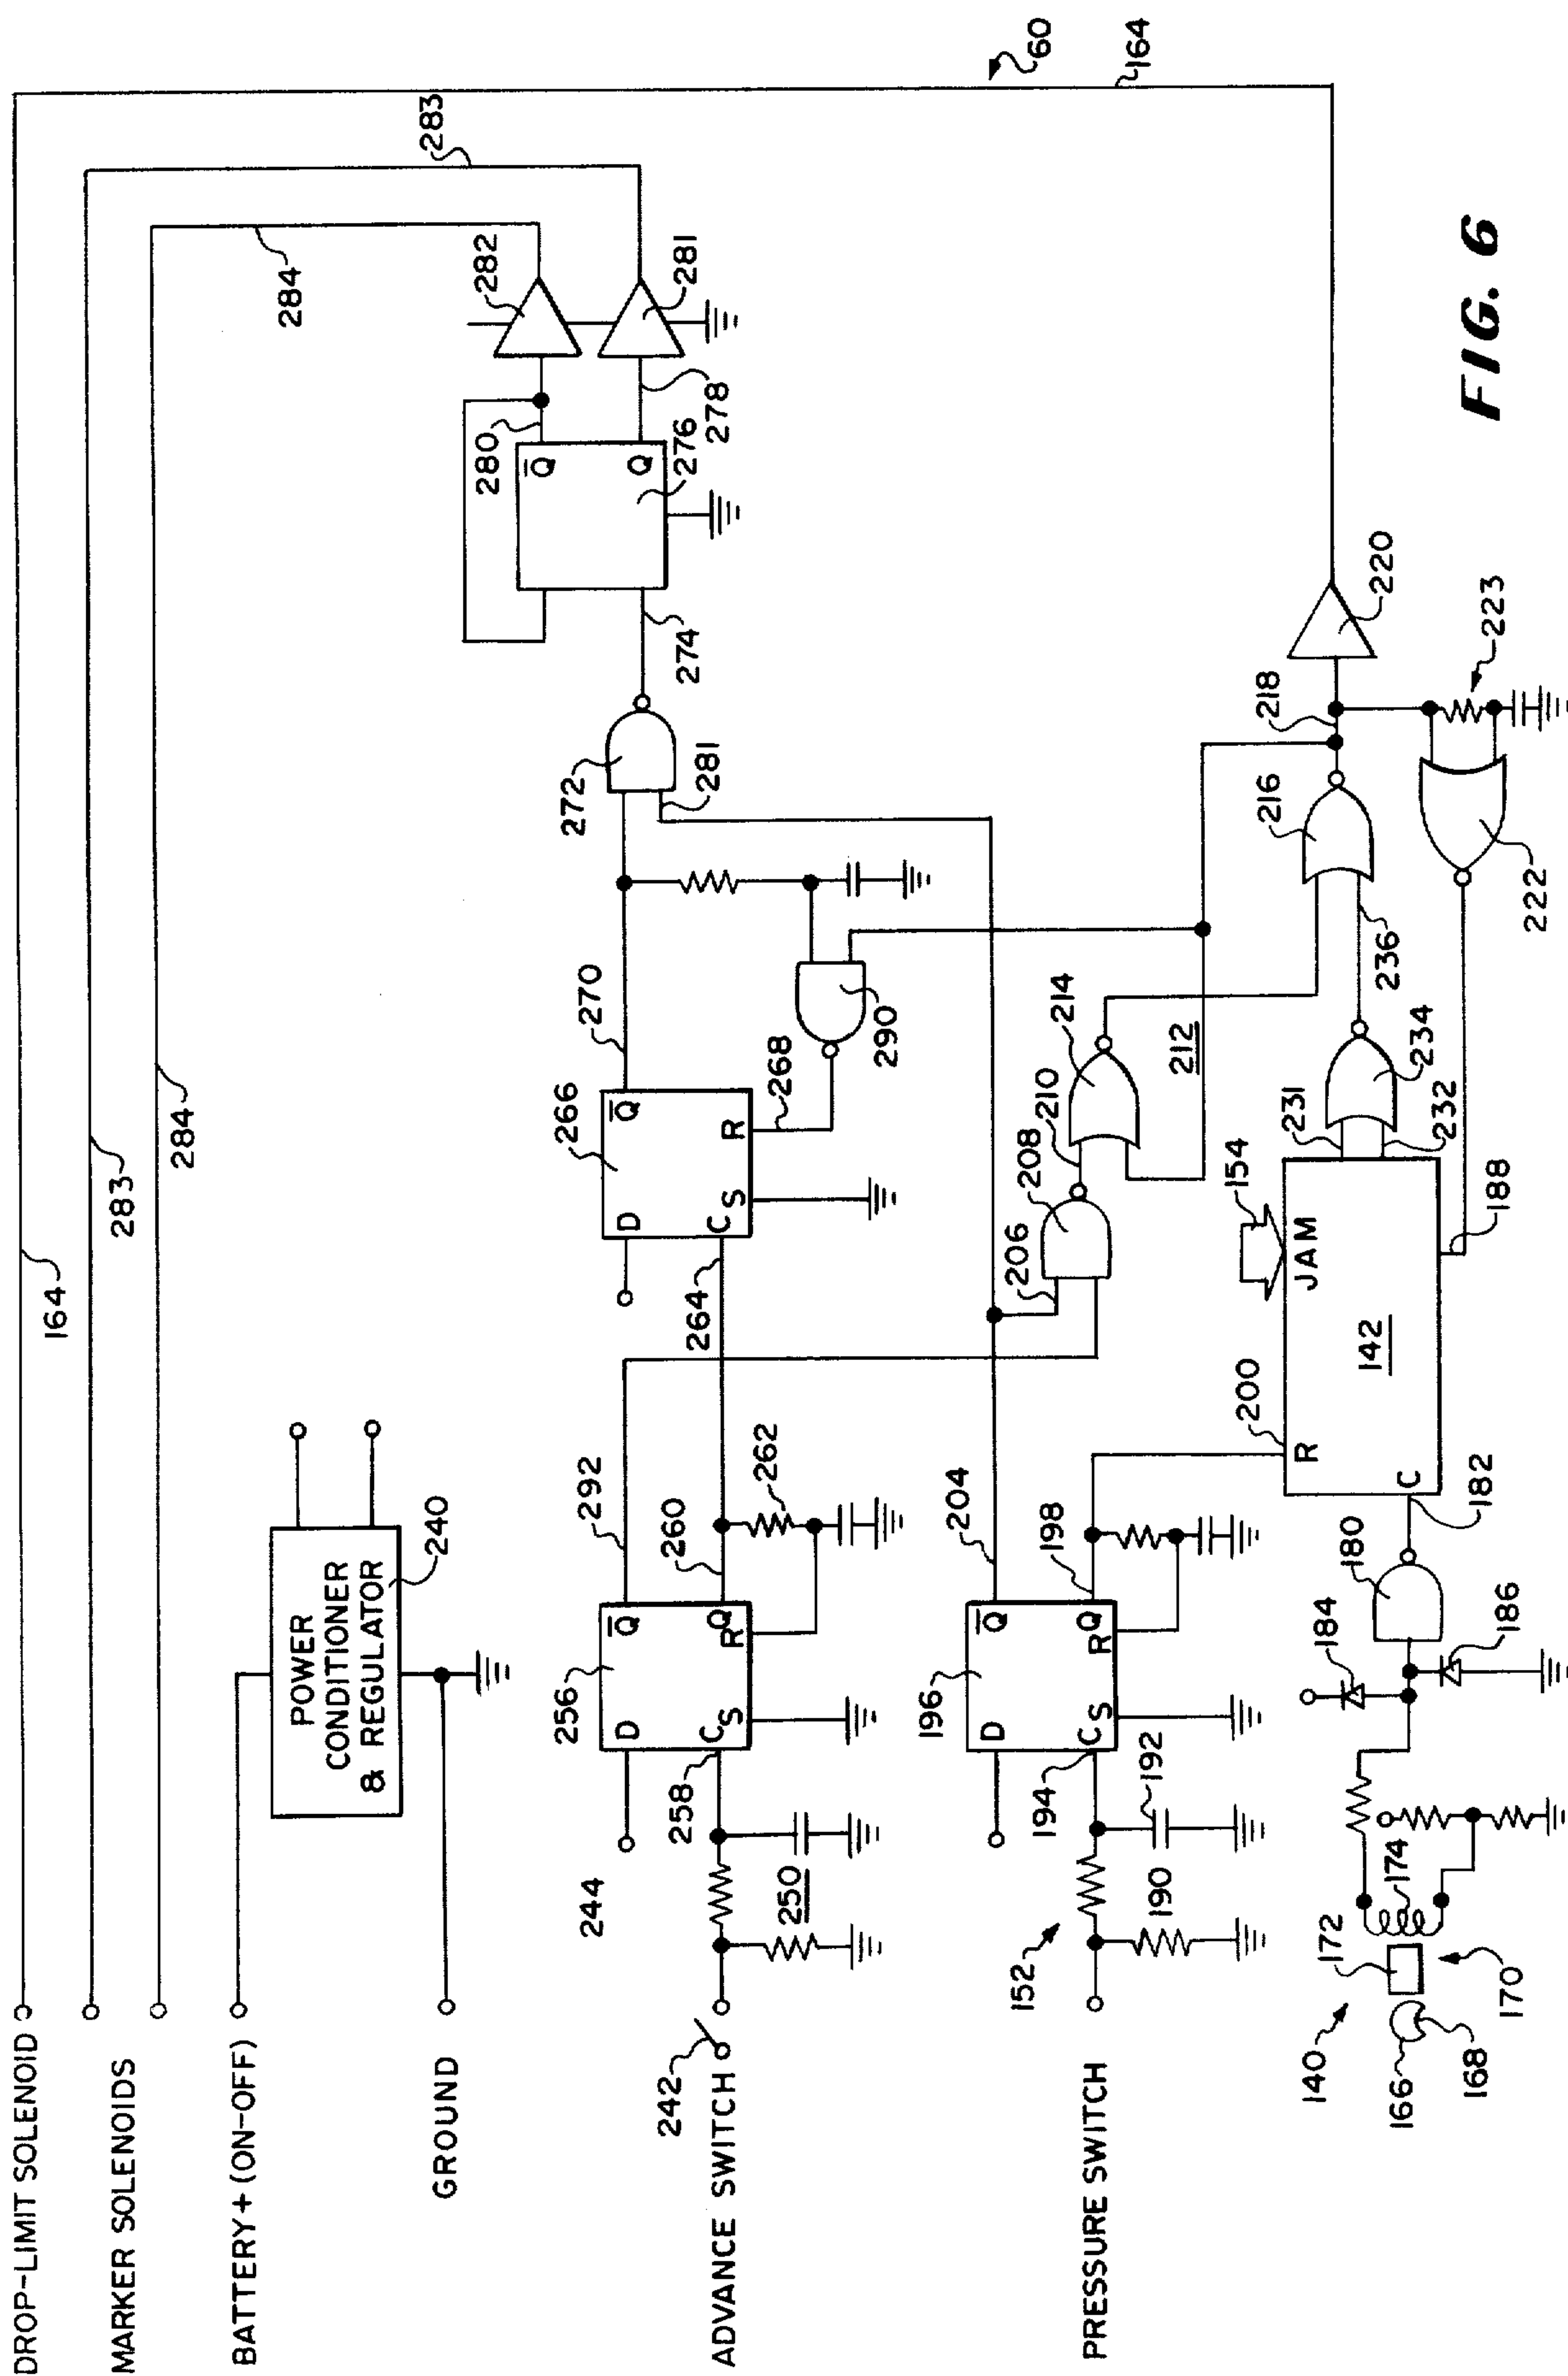 DROP-LIMIT SOLENOID
164
164
MARKER SOLENOIDS
283
283
284
284
BATTERY + (ON-OFF)
POWER
CONDITIONER
& REGULATOR
240
GROUND
60
282
281
280
Q̅
Q
276
278
274
272
281
ADVANCE SWITCH
242
244
250
256
D
Q̅
258
C
S
Q
R
260
262
292
264
266
D
Q̅
C
S
R
268
270
290
PRESSURE SWITCH
152
190
192
194
196
D
Q̅
C
S
Q
R
198
204
206
208
210
214
212
216
218
220
223
222
140
166
168
170
172
174
184
186
180
182
C
R
200
142
JAM
154
188
231
232
234
236
FIG. 6